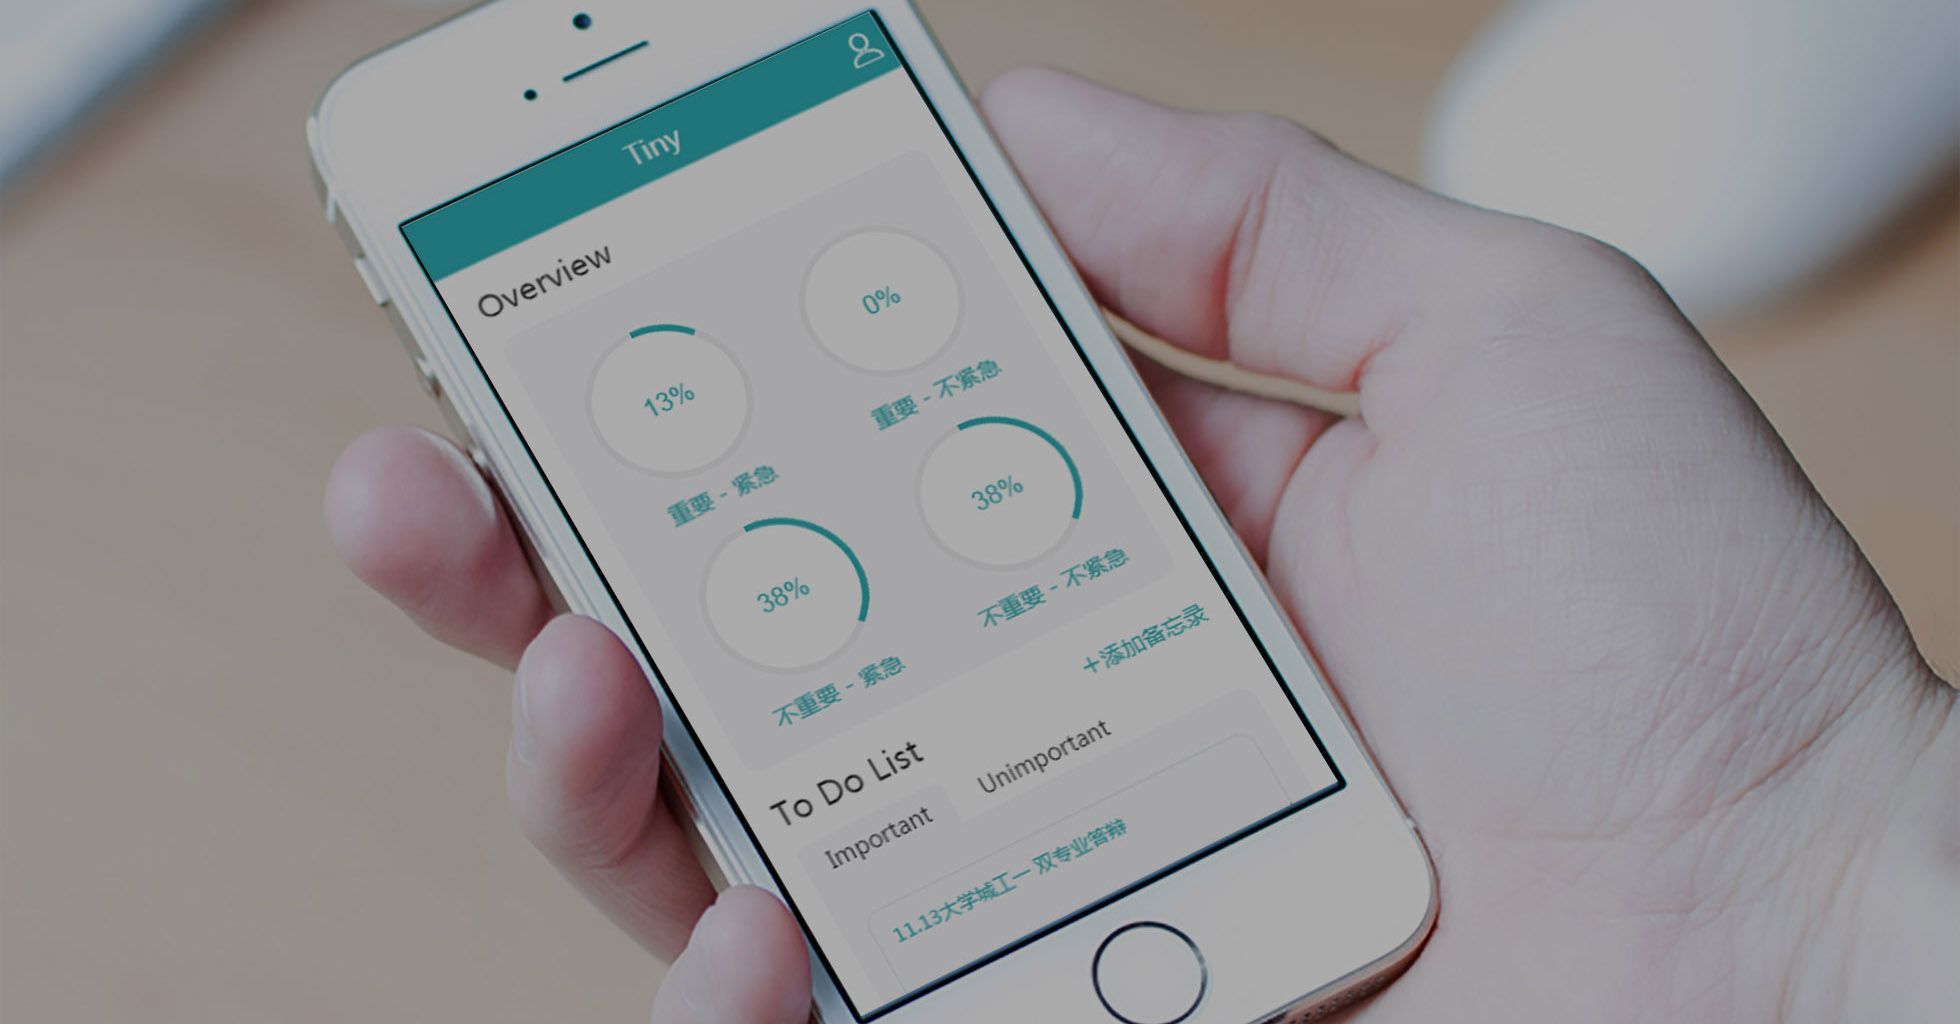 Tiny
Overview
13%
重要 - 紧急
0%
重要 - 不紧急
38%
不重要 - 紧急
38%
不重要 - 不紧急
+添加备忘录
To Do List
Important
Unimportant
11.13大学城工一 双专业答辩